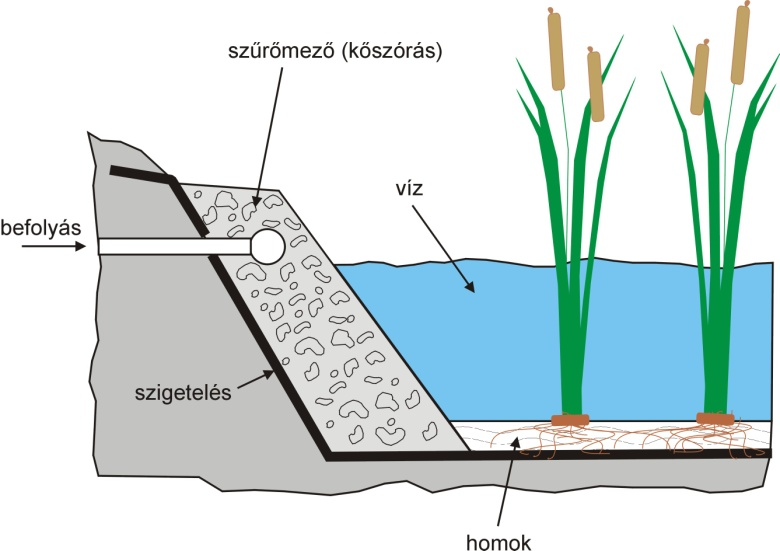 szűrőmező (kőszórás)
víz
befolyás
szigetelés
homok